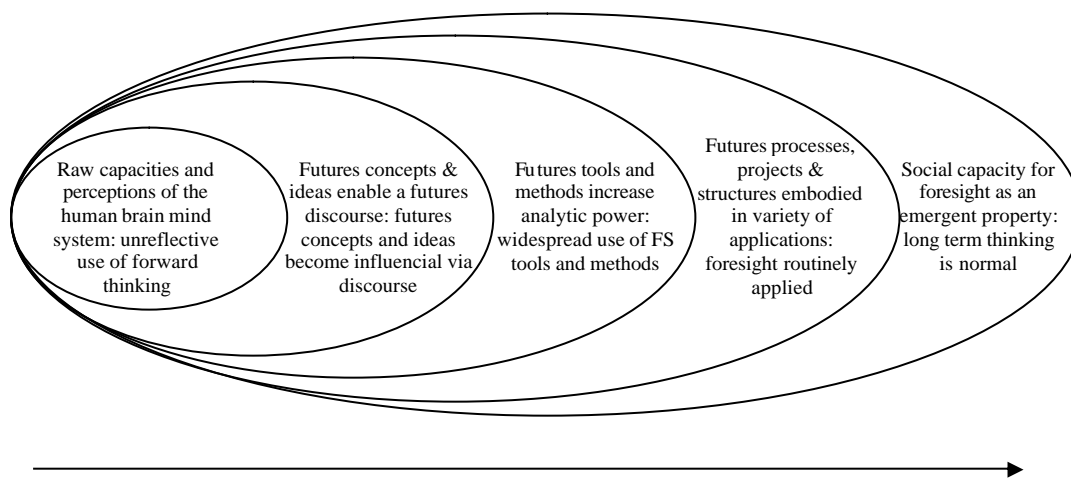 Raw capacities and
perceptions of the
human brain mind
system: unreflective
use of forward
thinking
Futures concepts &
ideas enable a futures
discourse: futures
concepts and ideas
become influencial via
discourse
Futures tools and
methods increase
analytic power:
widespread use of FS
tools and methods
Futures processes,
projects &
structures embodied
in variety of
applications:
foresight routinely
applied
Social capacity for
foresight as an
emergent property:
long term thinking
is normal